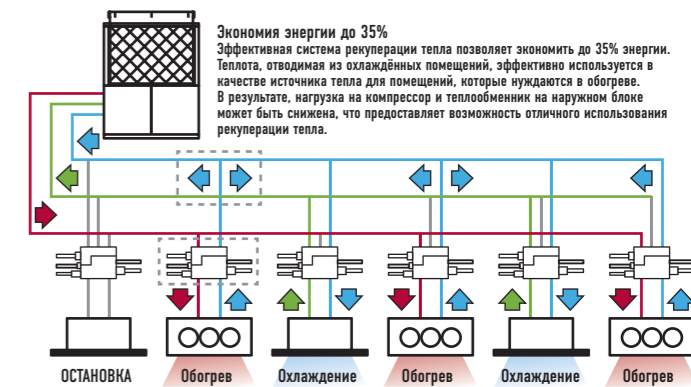 Экономия энергии до 35%
Эффективная система рекуперации тепла позволяет экономить до 35% энергии.
Теплота, отводимая из охлаждённых помещений, эффективно используется в
качестве источника тепла для помещений, которые нуждаются в обогреве.
В результате, нагрузка на компрессор и теплообменник на наружном блоке
может быть снижена, что предоставляет возможность отличного использования
рекуперации тепла.
ОСТАНОВКА Обогрев Охлаждение Обогрев Охлаждение Обогрев